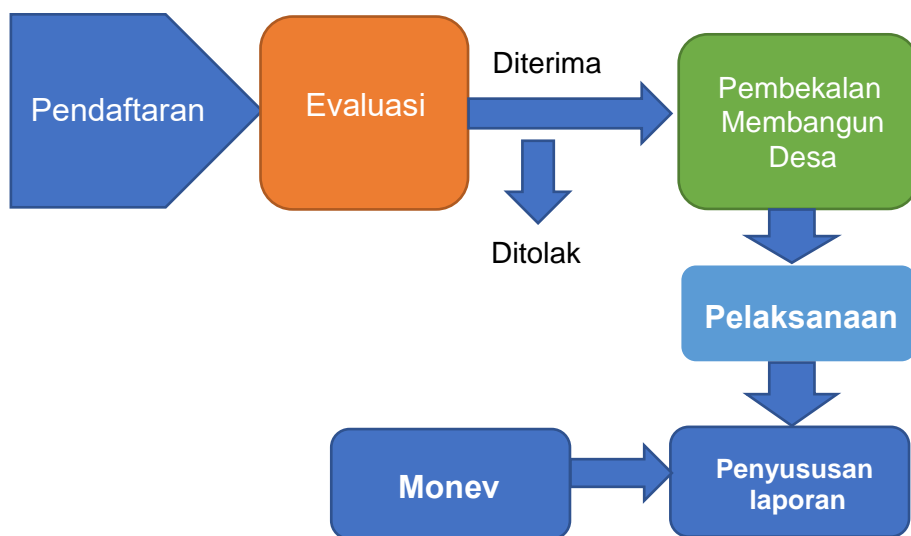 Pendaftaran
Evaluasi
Diterima
Ditolak
Pembekalan
Membangun
Desa
Pelaksanaan
Monev
Penyususan
laporan